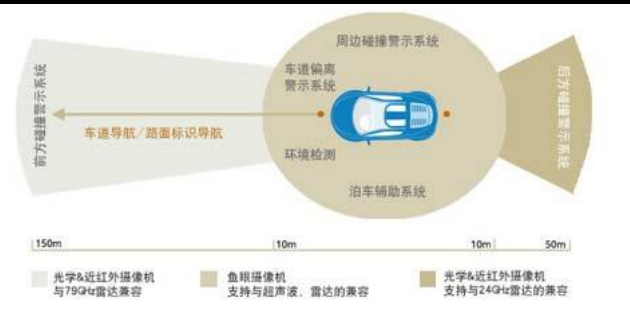 周边碰撞警示系统
车道偏离
警示系统
前方碰撞警示系统
车道导航/路面标识导航
后方碰撞警示系统
环境检测
泊车辅助系统
150m
10m
10m
50m
光学&近红外摄像机
与79GHz雷达兼容
鱼眼摄像机
支持与超声波、雷达的兼容
光学&近红外摄像机
支持与24GHz雷达的兼容